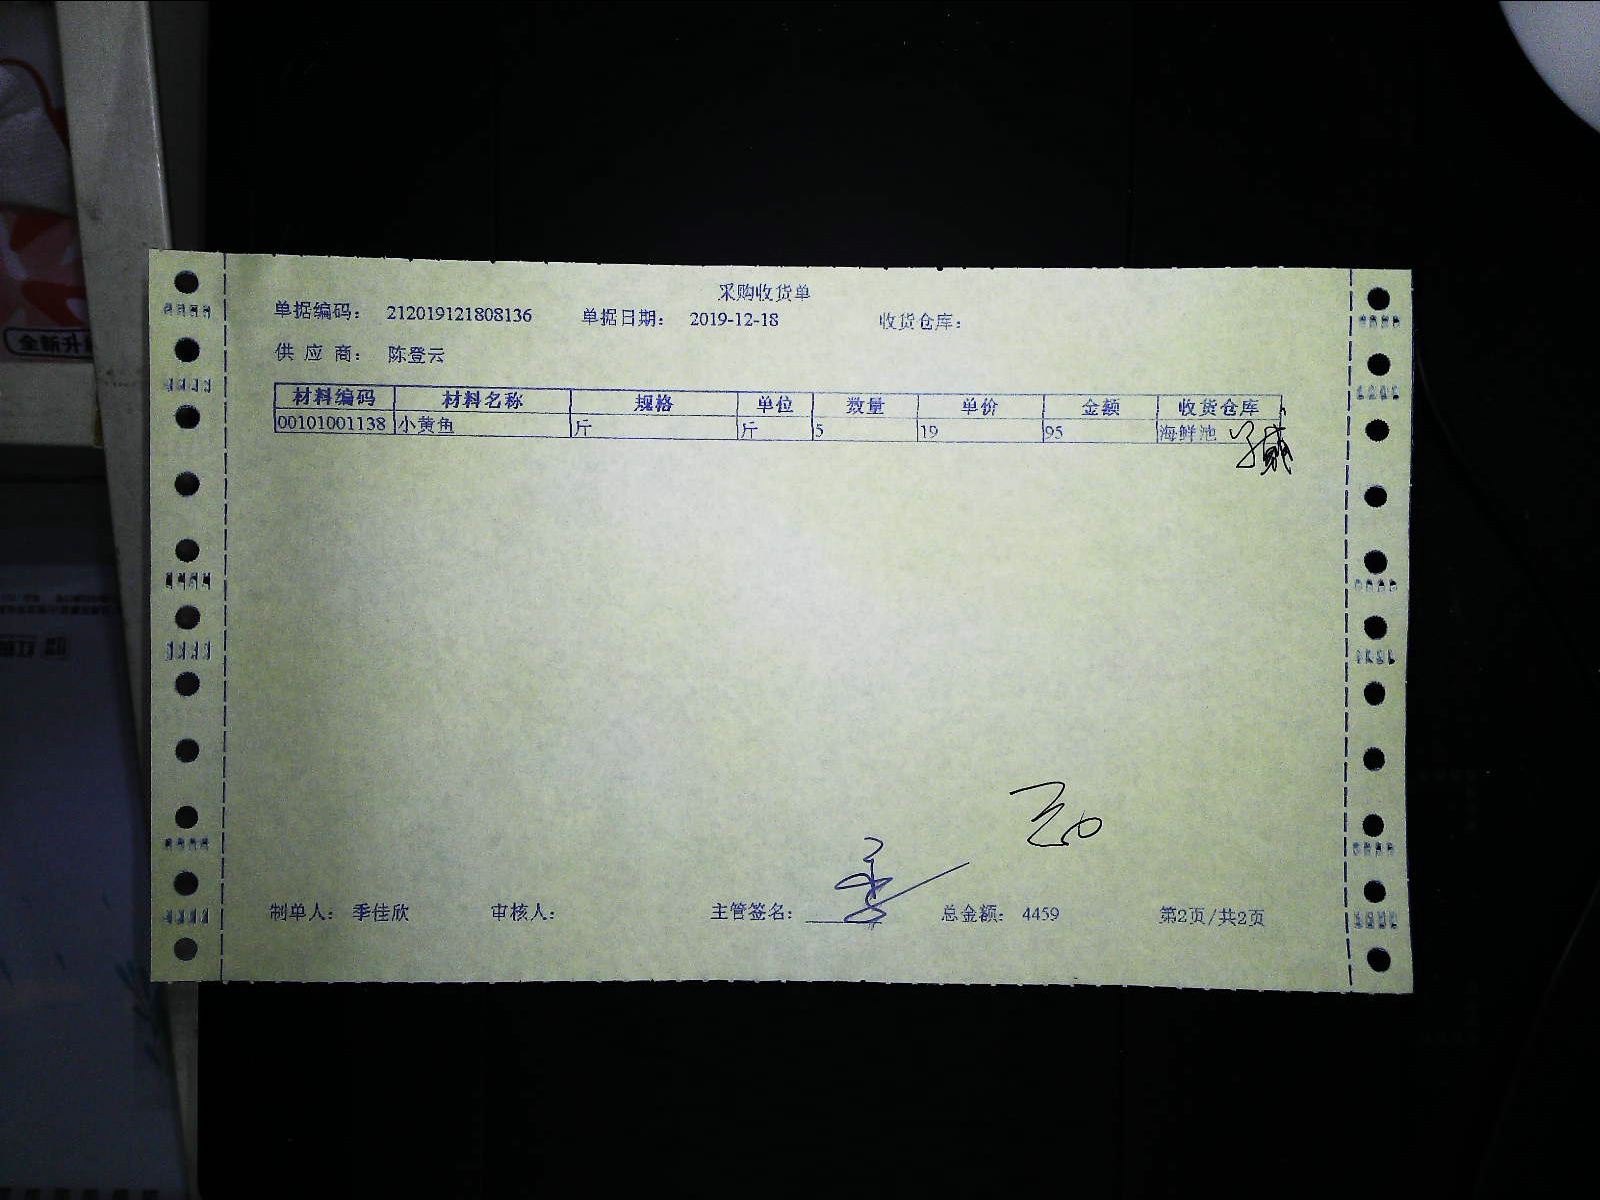 采购收货单
单据编码： 212019121808136 单据日期： 2019-12-18 收货仓库：
供 应 商： 陈登云
材料编码 材料名称 规格 单位 数量 单价 金额 收货仓库
00101001138 小黄鱼 斤 斤 5 19 95 海鲜池
制单人： 季佳欣 审核人： 主管签名： 总金额： 4459 第2页/共2页
全新升